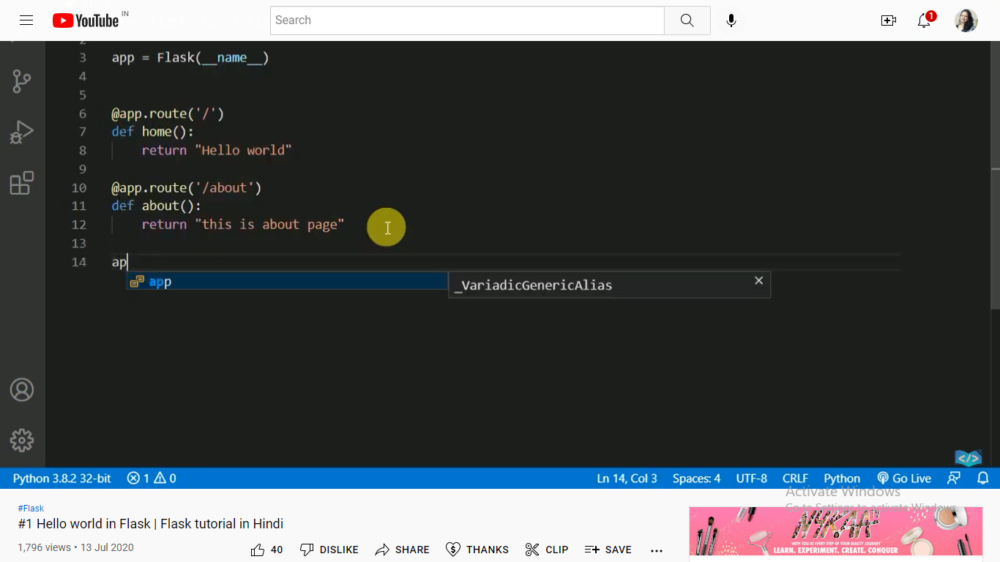 YouTube IN
Search
1
2
3 app = Flask(__name__)
4
5
6 @app.route('/')
7 def home():
8 return "Hello world"
9
10 @app.route('/about')
11 def about():
12 return "this is about page"
13
14 ap
app
_VariadicGenericAlias
Python 3.8.2 32-bit 1 0 Ln 14, Col 3 Spaces: 4 UTF-8 CRLF Python Go Live
Activate Windows
Go to Settings to activate Windows.
#Flask
#1 Hello world in Flask | Flask tutorial in Hindi
1,796 views • 13 Jul 2020
40 DISLIKE SHARE THANKS CLIP SAVE
NYKAA
WITH YOU AT EVERY STEP OF YOUR BEAUTY JOURNEY
LEARN. EXPERIMENT. CREATE. CONQUER